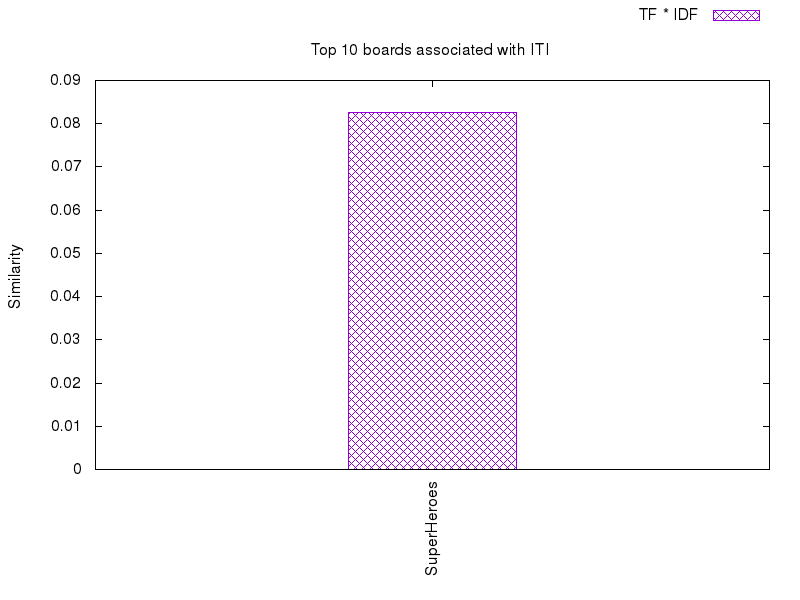 TF * IDF
Top 10 boards associated with ITI
0.09
0.08
0.07
0.06
0.05
0.04
0.03
0.02
0.01
0
Similarity
SuperHeroes